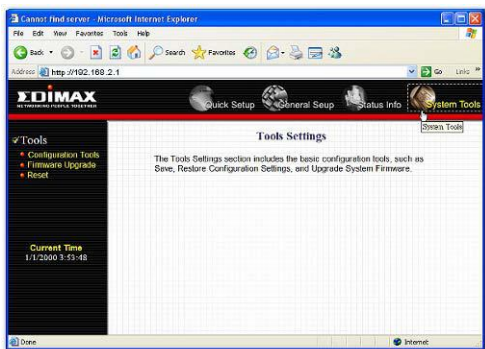 Cannot find server - Microsoft Internet Explorer
File Edit View Favorites Tools Help
Back Search Favorites
Address http://192.168.2.1 Go Links »
EDIMAX
NETWORKING PEOPLE TOGETHER
Quick Setup General Seup Status Info System Tools
System Tools
Tools
Configuration Tools
Firmware Upgrade
Reset
Current Time
1/1/2000 3:53:48
Tools Settings
The Tools Settings section includes the basic configuration tools, such as
Save, Restore Configuration Settings, and Upgrade System Firmware.
Done Internet